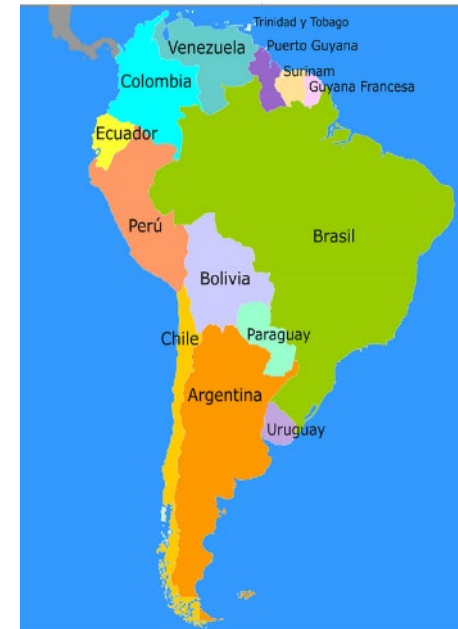 Trinidad y Tobago
Venezuela
Puerto Guyana
Surinam
Colombia
Guyana Francesa
Ecuador
Perú
Brasil
Bolivia
Chile
Paraguay
Argentina
Uruguay